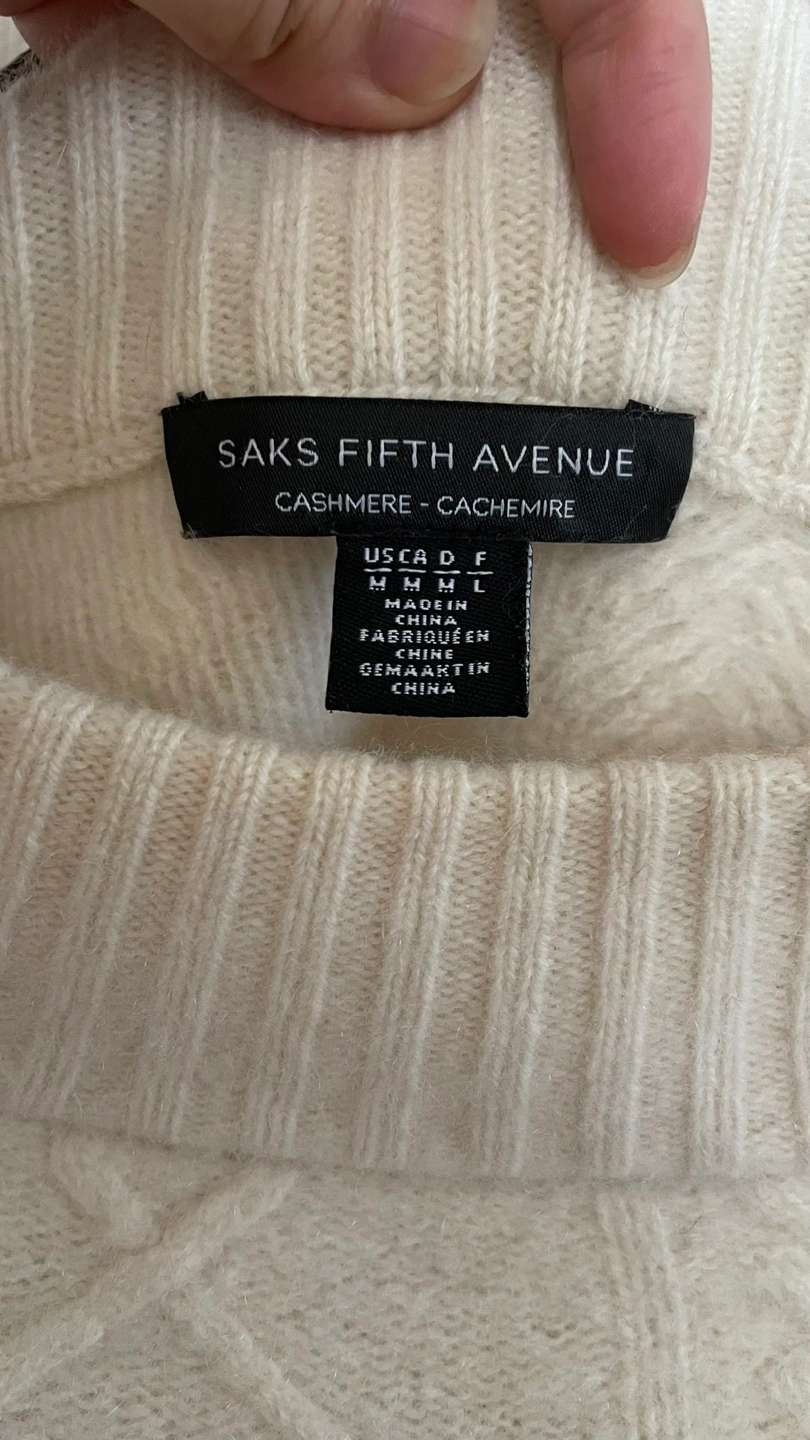 SAKS FIFTH AVENUE
CASHMERE - CACHEMIRE
US CA D F
M M M L
MADE IN
CHINA
FABRIQUÉ EN
CHINE
GEMAAKT IN
CHINA